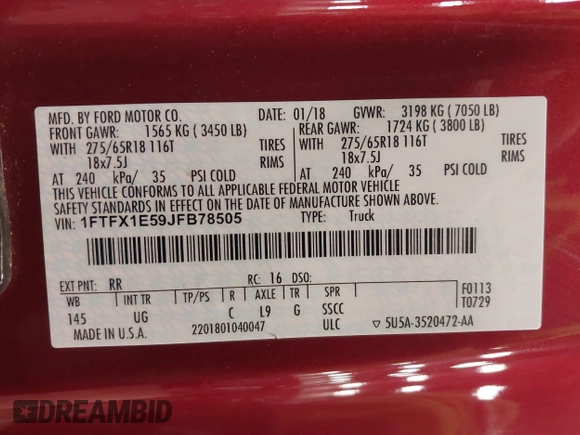 MFD. BY FORD MOTOR CO. DATE: 01/18 GVWR: 3198 KG ( 7050 LB)
FRONT GAWR: 1565 KG ( 3450 LB) REAR GAWR: 1724 KG ( 3800 LB)
WITH 275/65R18 116T TIRES WITH 275/65R18 116T TIRES
18x7.5J RIMS 18x7.5J RIMS
AT 240 kPa/ 35 PSI COLD AT 240 kPa/ 35 PSI COLD
THIS VEHICLE CONFORMS TO ALL APPLICABLE FEDERAL MOTOR VEHICLE
SAFETY STANDARDS IN EFFECT ON THE DATE OF MANUFACTURE SHOWN ABOVE.
VIN: 1FTFX1E59JFB78505 TYPE: Truck
EXT PNT: RR RC: 16 DSO: F0113
WB INT TR TP/PS R AXLE TR SPR T0729
145 UG C L9 G SSCC
MADE IN U.S.A. 2201801040047 ULC ▽ 5U5A-3520472-AA
DREAMBID